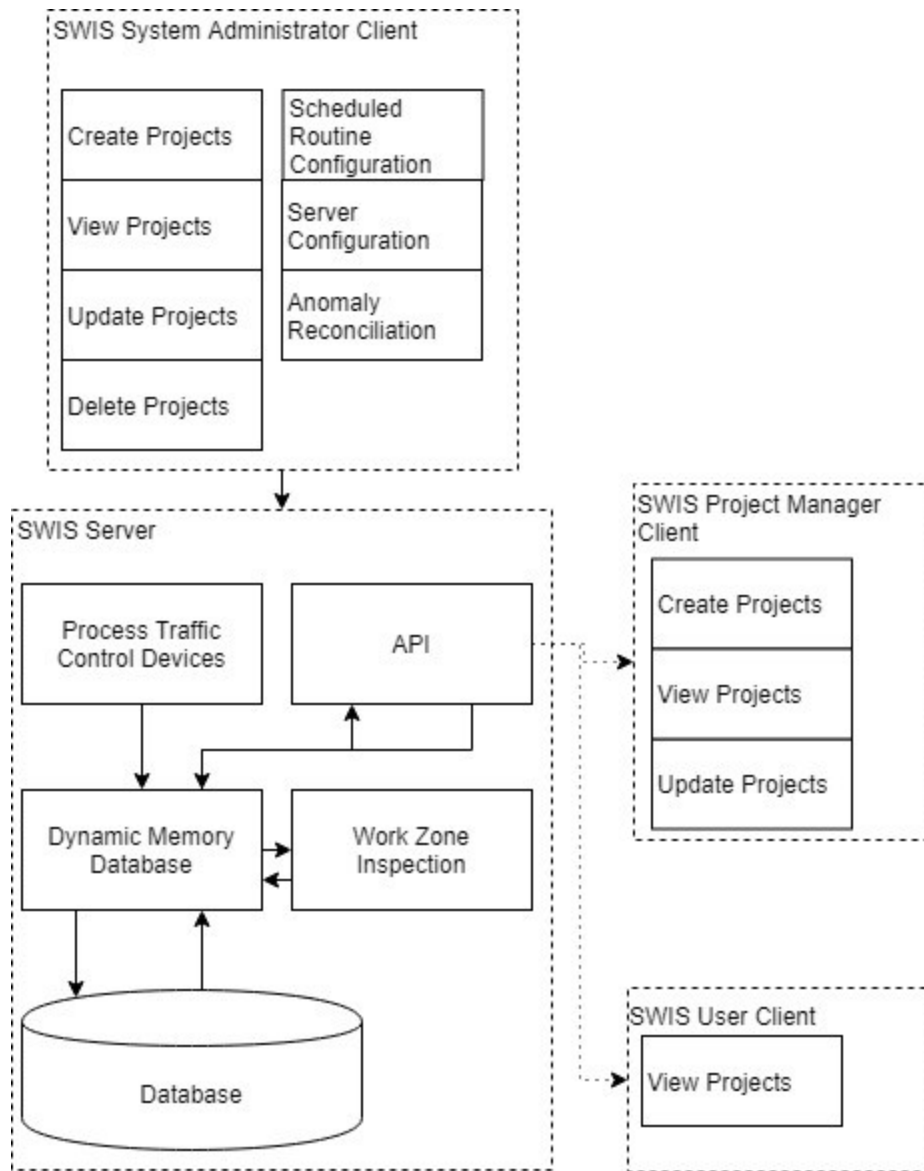 SWIS System Administrator Client
Create Projects
View Projects
Update Projects
Delete Projects
Scheduled
Routine
Configuration
Server
Configuration
Anomaly
Reconciliation
SWIS Server
Process Traffic
Control Devices
API
Dynamic Memory
Database
Work Zone
Inspection
Database
SWIS Project Manager
Client
Create Projects
View Projects
Update Projects
SWIS User Client
View Projects